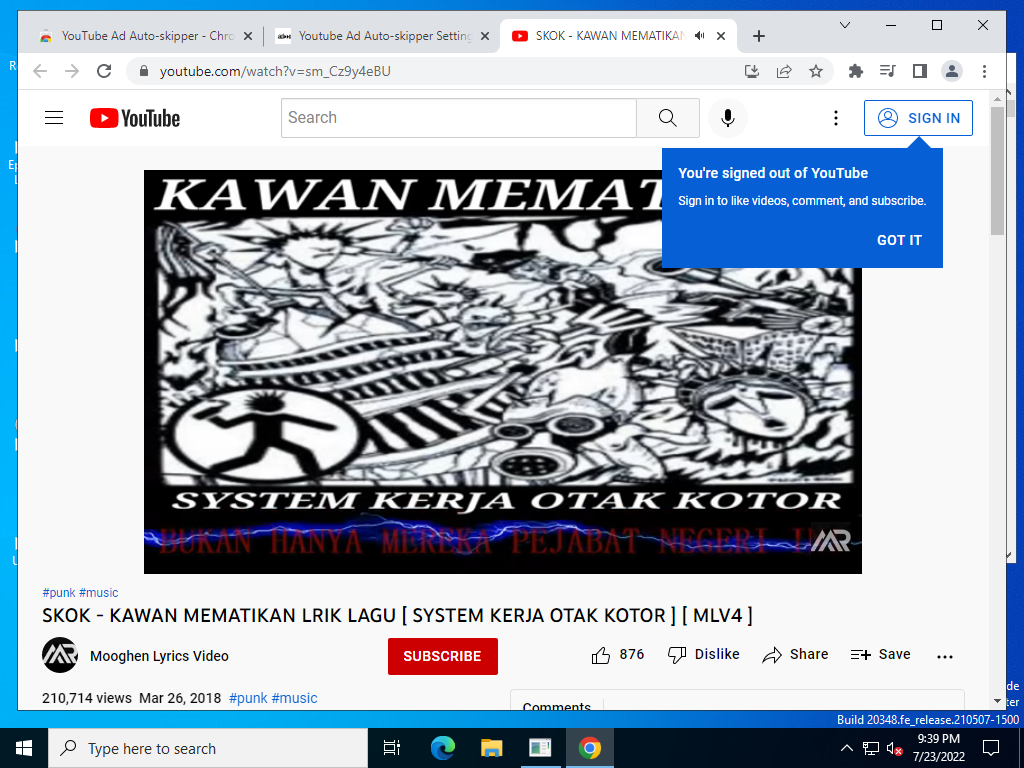 YouTube Ad Auto-skipper - Chro
Youtube Ad Auto-skipper Setting
SKOK - KAWAN MEMATIKAN
youtube.com/watch?v=sm_Cz9y4eBU
YouTube
Search
SIGN IN
You're signed out of YouTube
Sign in to like videos, comment, and subscribe.
GOT IT
KAWAN MEMAT
SYSTEM KERJA OTAK KOTOR
BUKAN HANYA MEREKA PEJABAT NEGERI I
MR
#punk #music
SKOK - KAWAN MEMATIKAN LRIK LAGU [ SYSTEM KERJA OTAK KOTOR ] [ MLV4 ]
MR
Mooghen Lyrics Video
SUBSCRIBE
876
Dislike
Share
Save
210,714 views Mar 26, 2018 #punk #music
Comments
Build 20348.fe_release.210507-1500
Type here to search
9:39 PM
7/23/2022